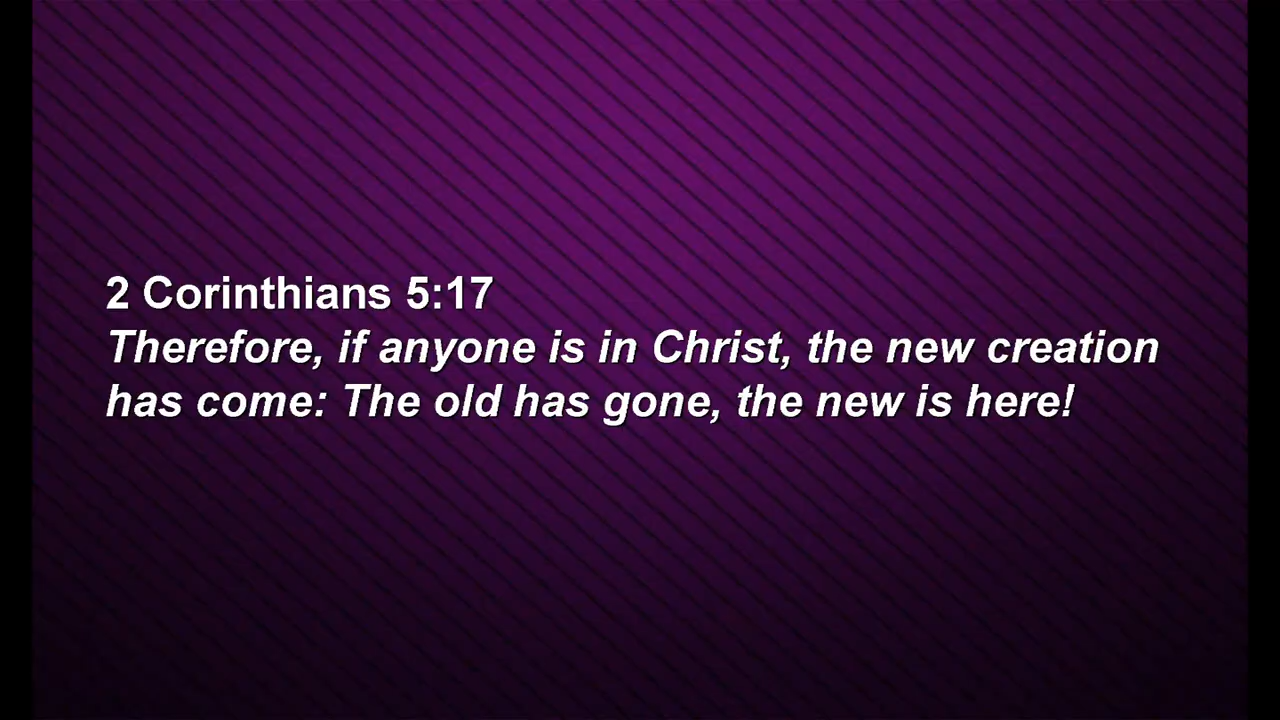 2 Corinthians 5:17
Therefore, if anyone is in Christ, the new creation
has come: The old has gone, the new is here!